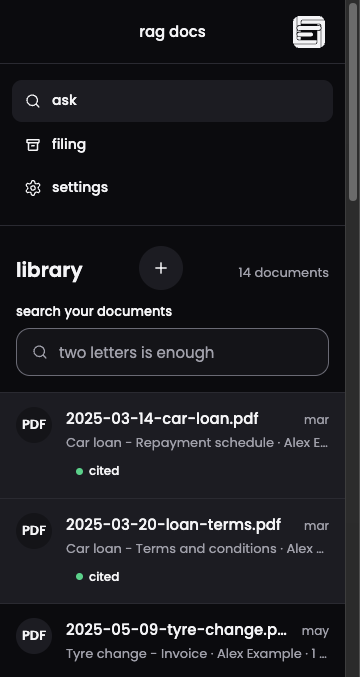 rag docs
ask
filing
settings
library
14 documents
search your documents
two letters is enough
PDF
2025-03-14-car-loan.pdf
mar
Car loan - Repayment schedule · Alex E...
cited
PDF
2025-03-20-loan-terms.pdf
mar
Car loan - Terms and conditions · Alex ...
cited
PDF
2025-05-09-tyre-change.p...
may
Tyre change - Invoice · Alex Example · 1 ...